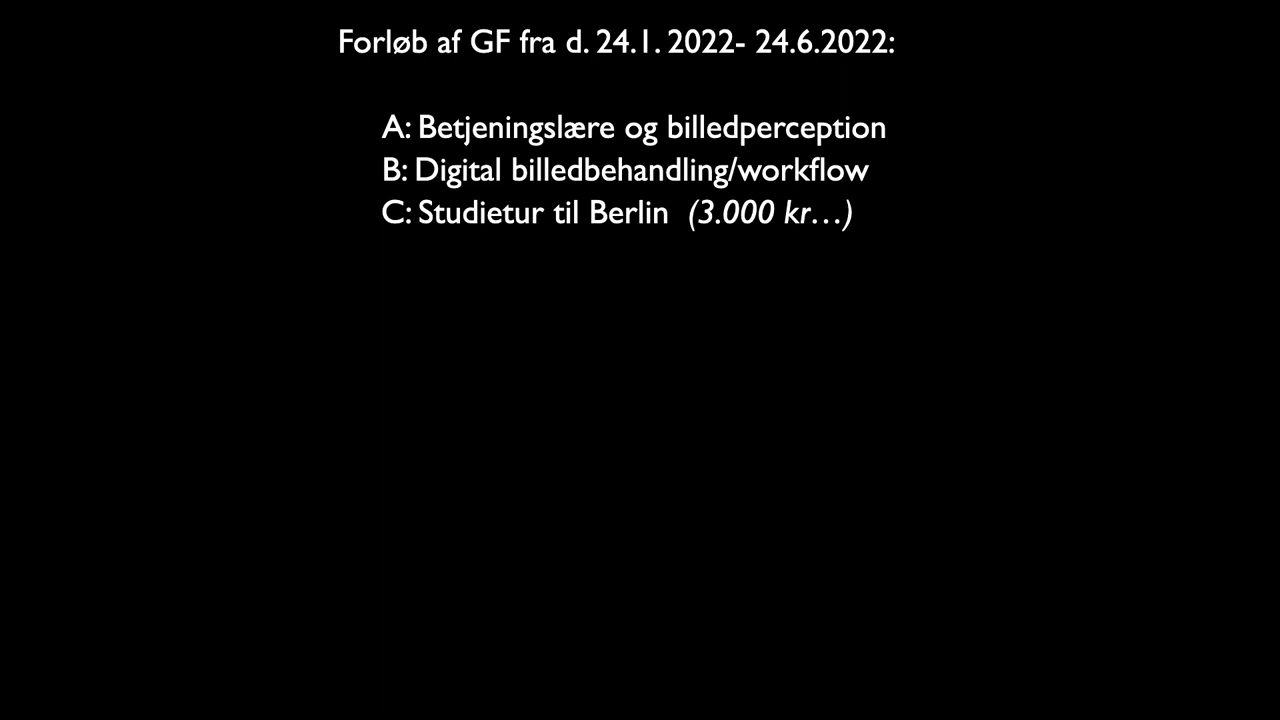 Forløb af GF fra d. 24.1. 2022- 24.6.2022:
A: Betjeningslære og billedperception
B: Digital billedbehandling/workflow
C: Studietur til Berlin (3.000 kr…)